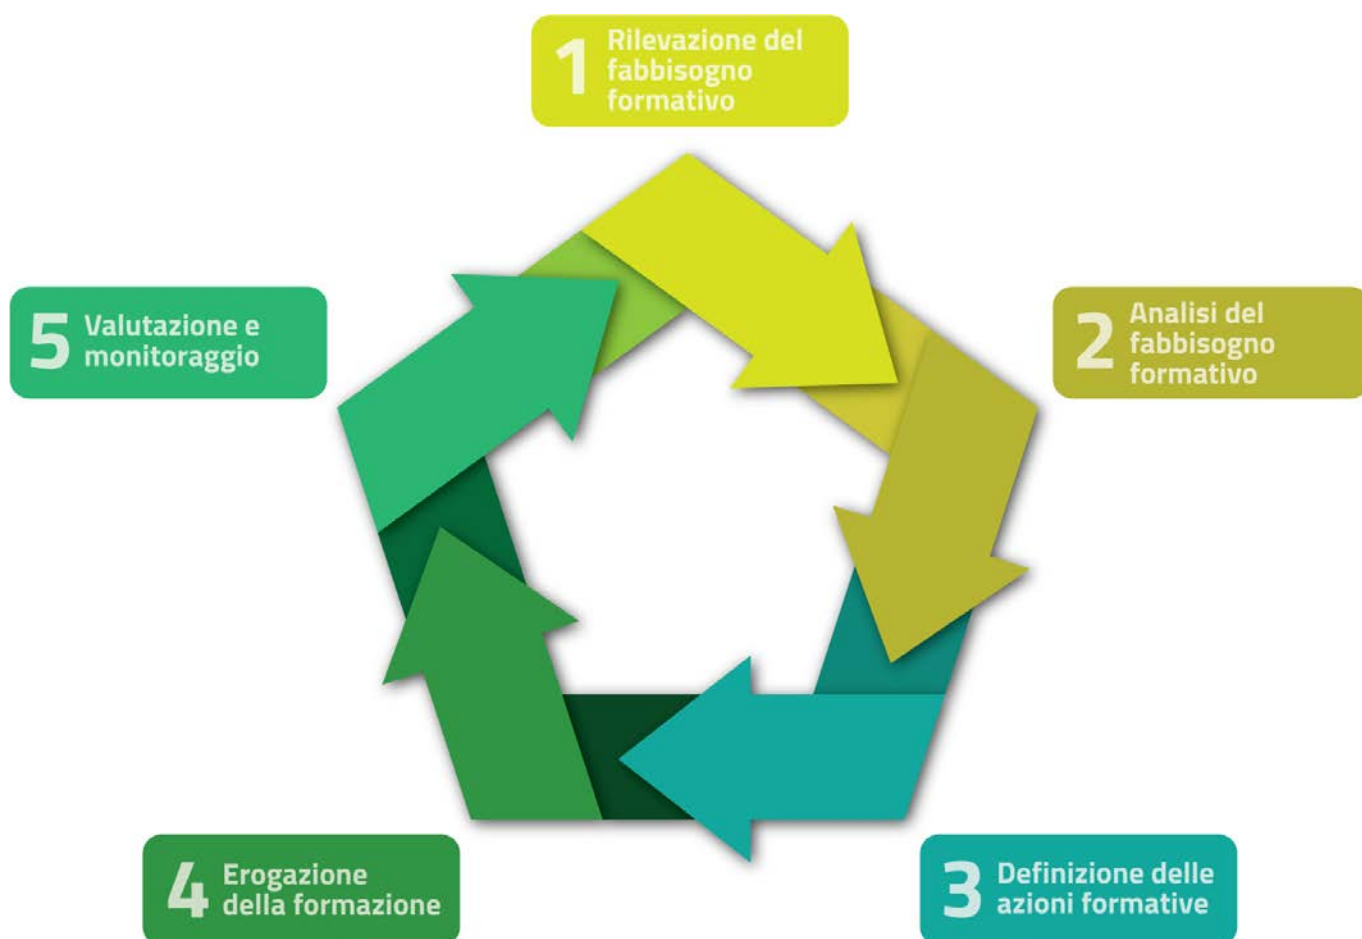 1
Rilevazione del
fabbisogno
formativo
2
Analisi del
fabbisogno
formativo
3
Definizione delle
azioni formative
4
Erogazione
della formazione
5
Valutazione e
monitoraggio